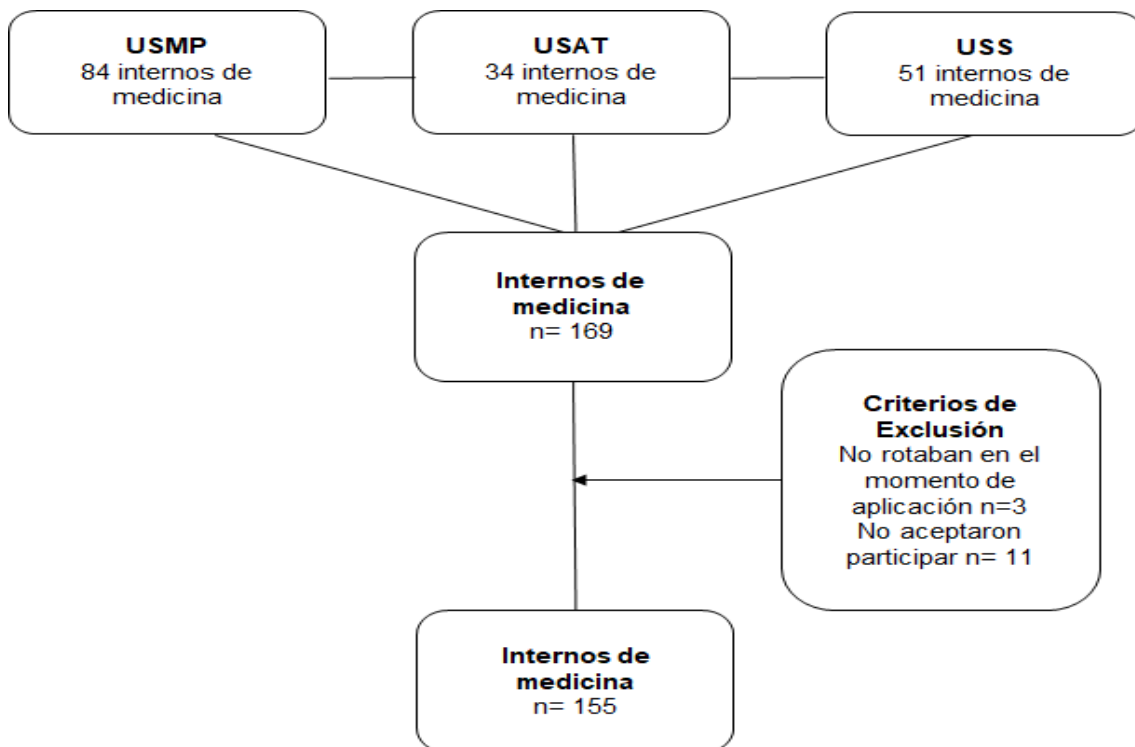 USMP
84 internos de
medicina
USAT
34 internos de
medicina
USS
51 internos de
medicina
Internos de
medicina
n= 169
Criterios de
Exclusión
No rotaban en el
momento de
aplicación n=3
No aceptaron
participar n= 11
Internos de
medicina
n= 155